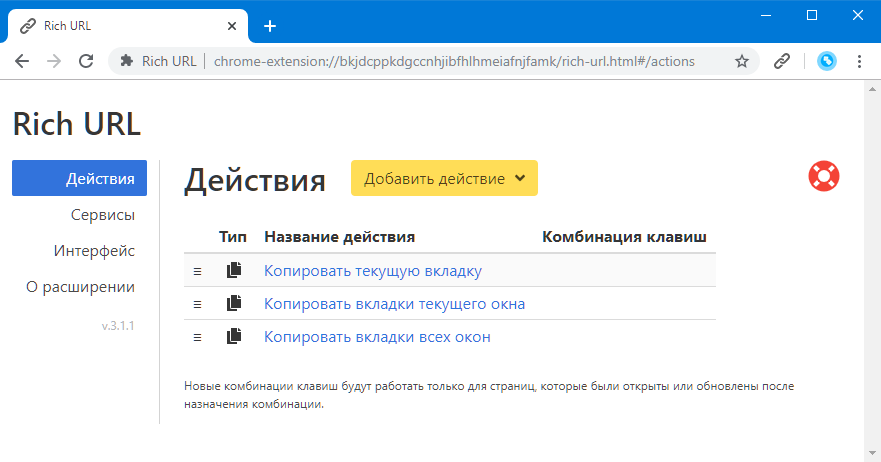 Rich URL
Rich URL chrome-extension://bkjdcppkdgccnhjibfhlhmeiafnjfamk/rich-url.html#/actions
Rich URL
Действия
Сервисы
Интерфейс
О расширении
v.3.1.1
Действия
Добавить действие
Тип Название действия Комбинация клавиш
Копировать текущую вкладку
Копировать вкладки текущего окна
Копировать вкладки всех окон
Новые комбинации клавиш будут работать только для страниц, которые были открыты или обновлены после
назначения комбинации.